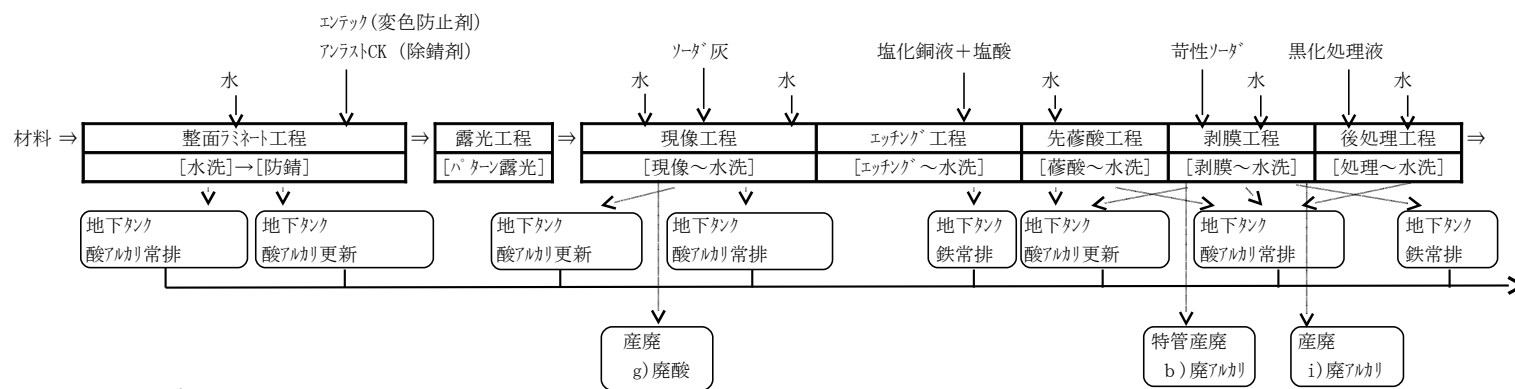 ｴﾝﾃｯｸ(変色防止剤)
ｱﾝﾗｽﾄCK (除錆剤)
ｿｰﾀﾞ灰
塩化銅液＋塩酸
苛性ｿｰﾀﾞ
黒化処理液
水
水
水
水
水
水
材料 ⇒
整面ﾗﾐﾈｰﾄ工程
⇒
露光工程
⇒
現像工程
ｴｯﾁﾝｸﾞ工程
先蓚酸工程
剥膜工程
後処理工程
⇒
[水洗]→[防錆]
[ﾊﾟﾀｰﾝ露光]
[現像～水洗]
[ｴｯﾁﾝｸﾞ～水洗]
[蓚酸～水洗]
[剥膜～水洗]
[処理～水洗]
地下ﾀﾝｸ
酸ｱﾙｶﾘ常排
地下ﾀﾝｸ
酸ｱﾙｶﾘ更新
地下ﾀﾝｸ
酸ｱﾙｶﾘ更新
地下ﾀﾝｸ
酸ｱﾙｶﾘ常排
地下ﾀﾝｸ
鉄常排
地下ﾀﾝｸ
酸ｱﾙｶﾘ更新
地下ﾀﾝｸ
酸ｱﾙｶﾘ常排
地下ﾀﾝｸ
鉄常排
産廃
g)廃酸
特管産廃
b)廃ｱﾙｶﾘ
産廃
i)廃ｱﾙｶﾘ